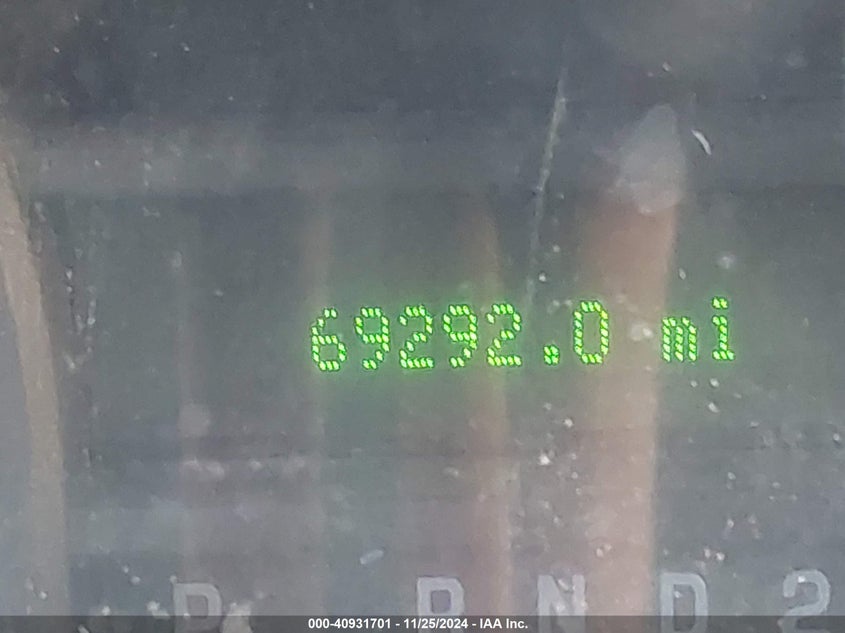 69292.0 mi
P R N D 2
000-40931701 - 11/25/2024 - IAA Inc.